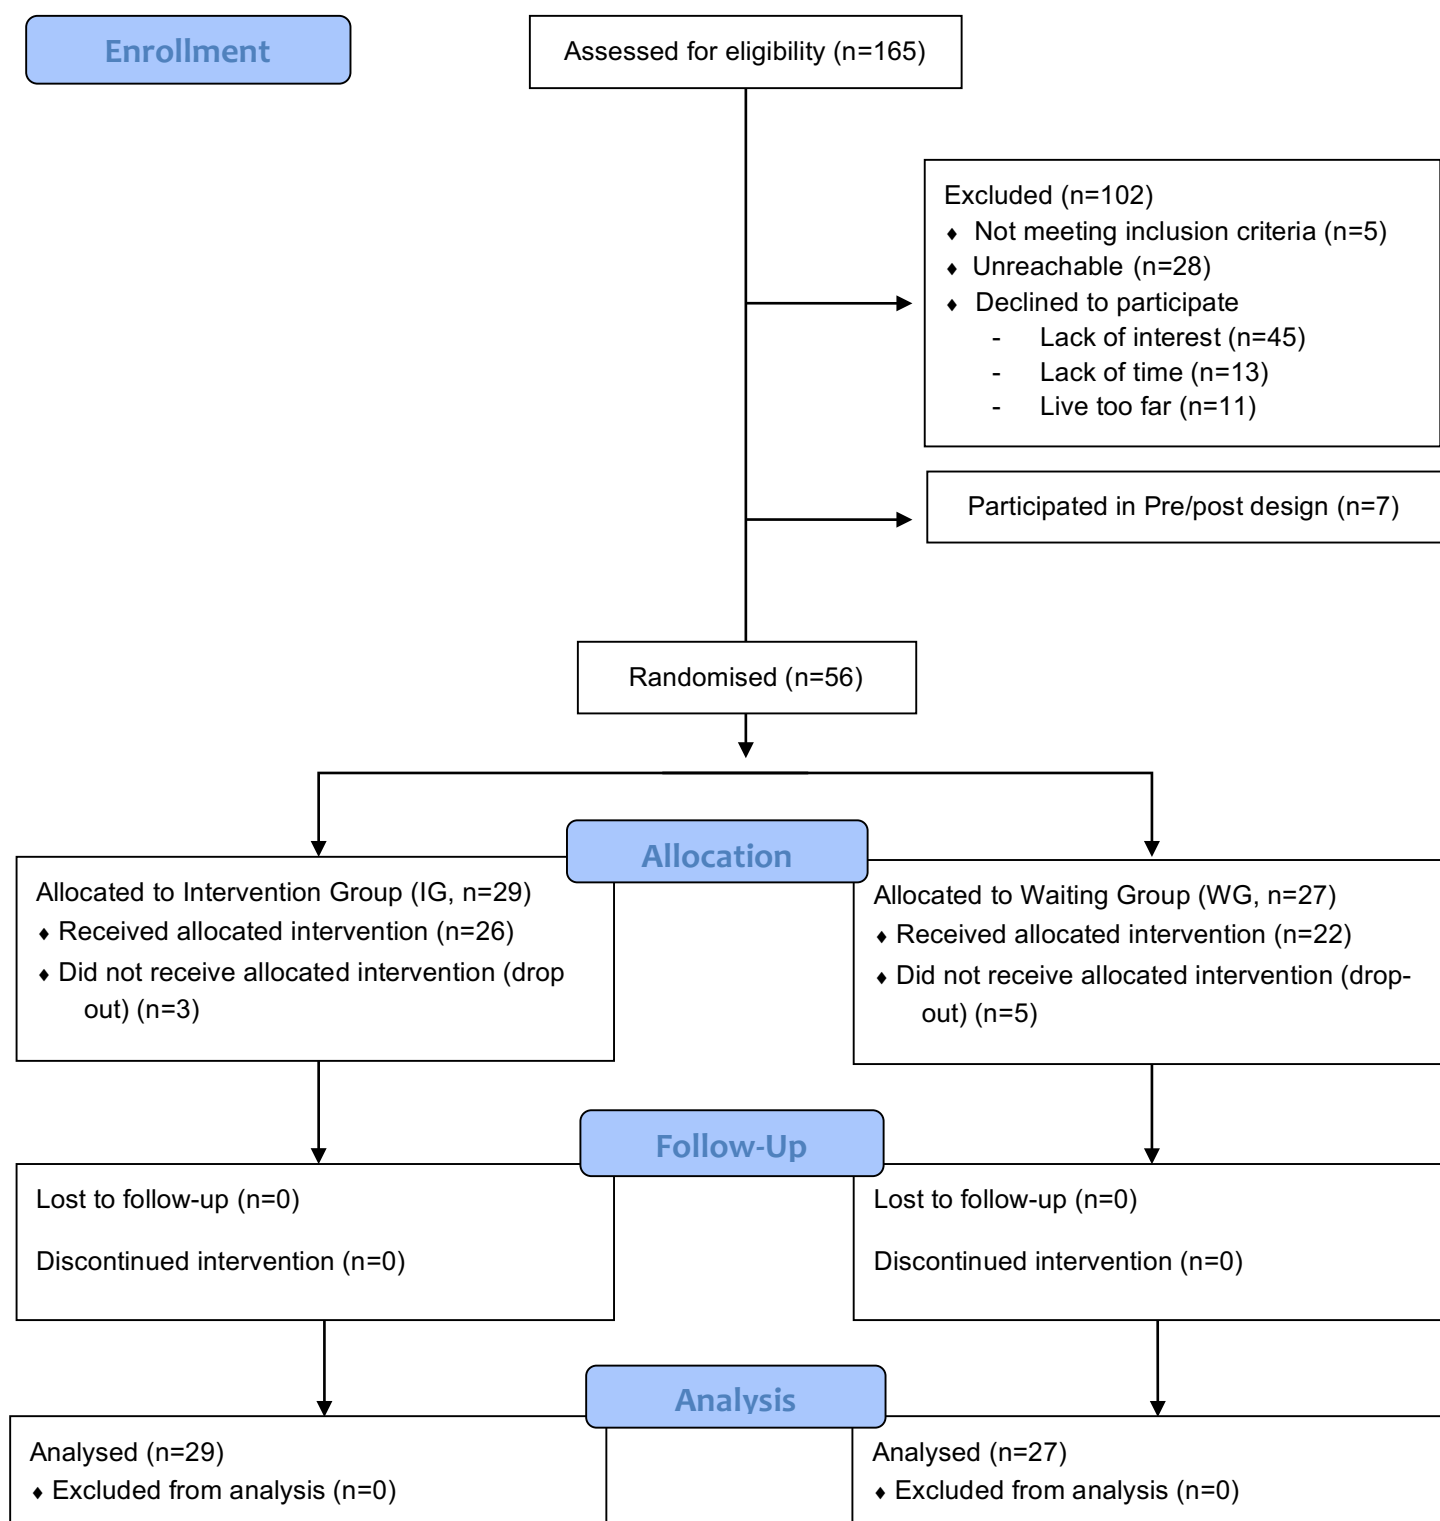 Enrollment
Assessed for eligibility (n=165)
Excluded (n=102)
♦ Not meeting inclusion criteria (n=5)
♦ Unreachable (n=28)
♦ Declined to participate
- Lack of interest (n=45)
- Lack of time (n=13)
- Live too far (n=11)
Participated in Pre/post design (n=7)
Randomised (n=56)
Allocation
Allocated to Intervention Group (IG, n=29)
♦ Received allocated intervention (n=26)
♦ Did not receive allocated intervention (drop
out) (n=3)
Allocated to Waiting Group (WG, n=27)
♦ Received allocated intervention (n=22)
♦ Did not receive allocated intervention (drop-
out) (n=5)
Follow-Up
Lost to follow-up (n=0)
Discontinued intervention (n=0)
Lost to follow-up (n=0)
Discontinued intervention (n=0)
Analysis
Analysed (n=29)
♦ Excluded from analysis (n=0)
Analysed (n=27)
♦ Excluded from analysis (n=0)